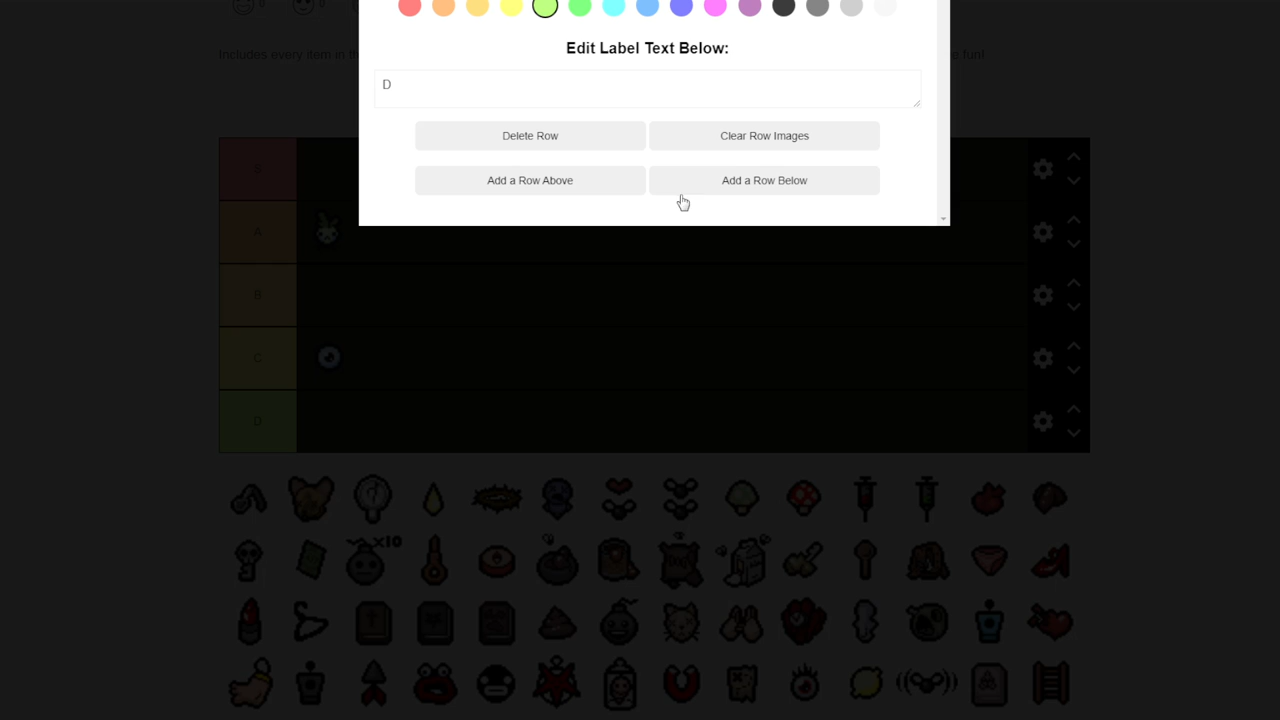 Includes every item in th
e fun!
Edit Label Text Below:
D
Delete Row
Clear Row Images
Add a Row Above
Add a Row Below
S
A
B
C
D
x10